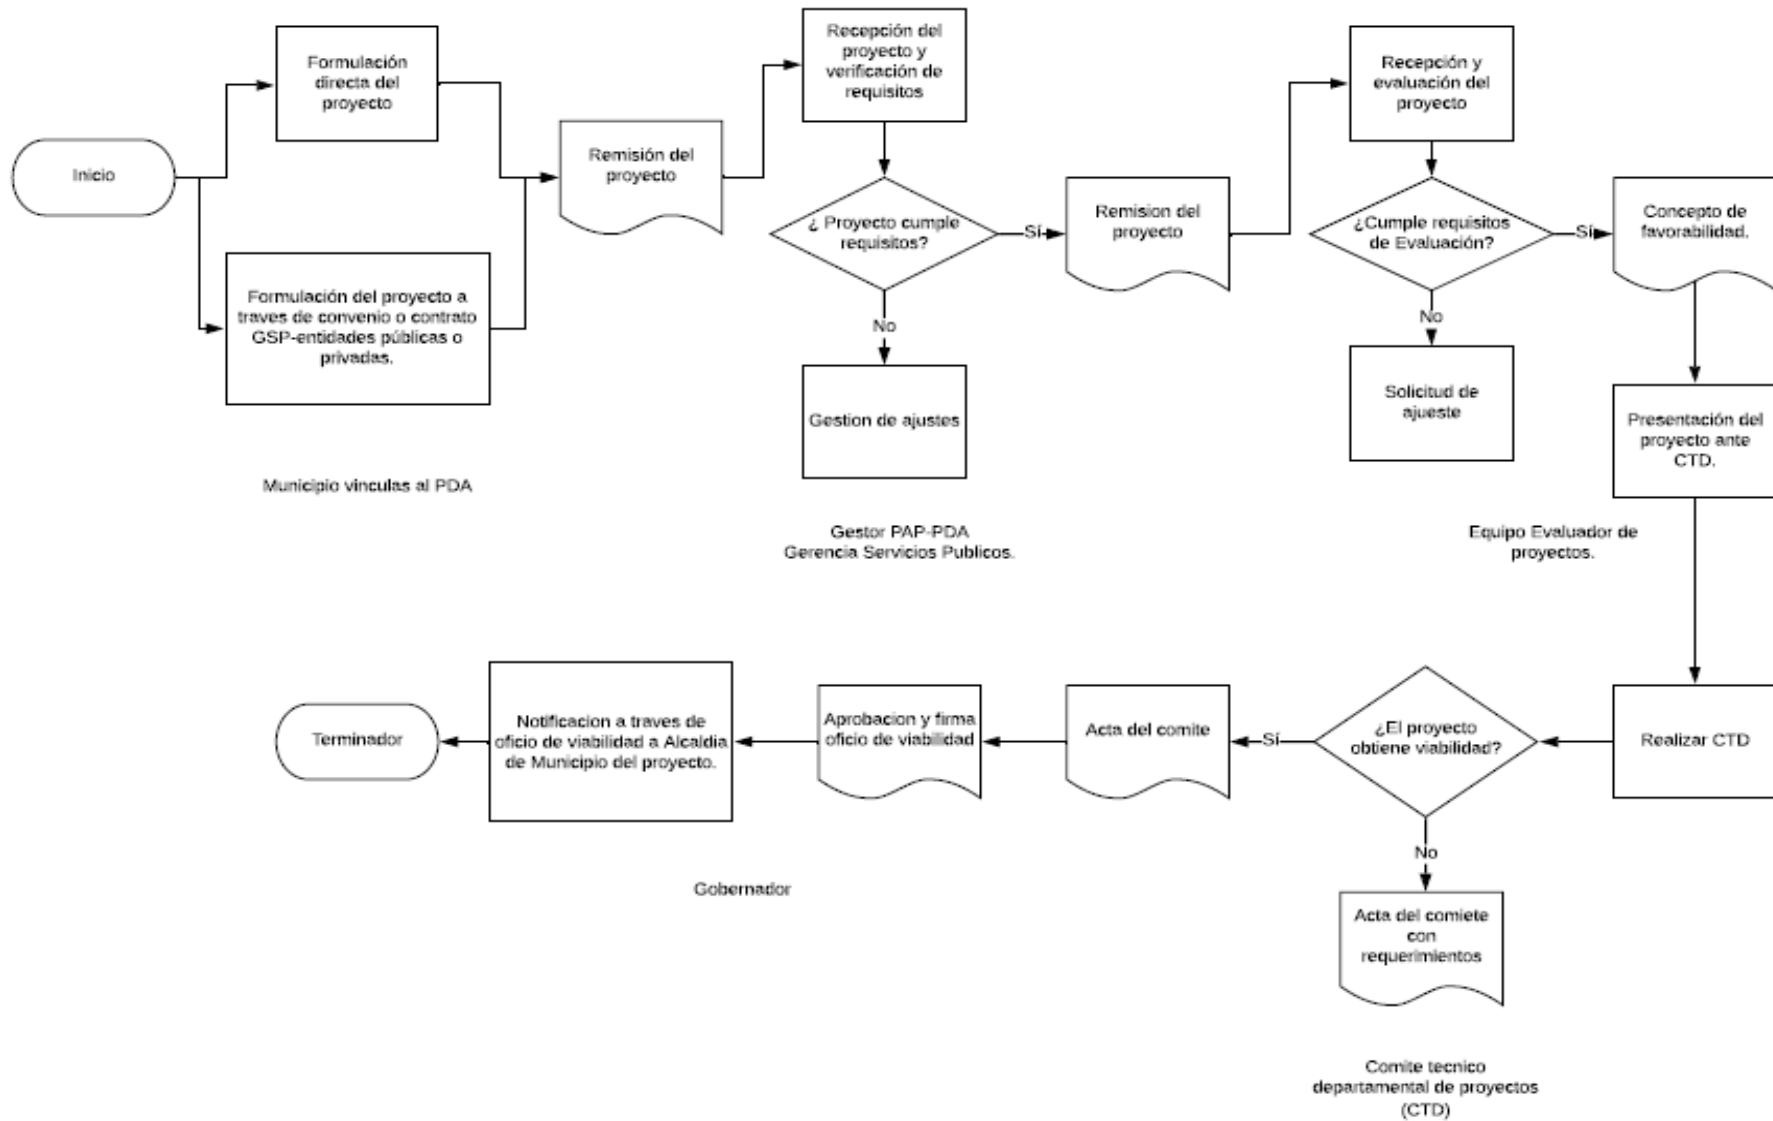 Inicio
Formulación
directa del
proyecto
Formulación del proyecto a
traves de convenio o contrato
GSP-entidades públicas o
privadas.
Municipio vinculas al PDA
Remisión del
proyecto
Recepción del
proyecto y
verificación de
requisitos
¿ Proyecto cumple
requisitos?
Sí
No
Gestion de ajustes
Gestor PAP-PDA
Gerencia Servicios Publicos.
Remision del
proyecto
Recepción y
evaluación del
proyecto
¿Cumple requisitos
de Evaluación?
Sí
No
Solicitud de
ajueste
Concepto de
favorabilidad.
Presentación del
proyecto ante
CTD.
Equipo Evaluador de
proyectos.
Realizar CTD
¿El proyecto
obtiene viabilidad?
Sí
No
Acta del comiete
con
requerimientos
Comite tecnico
departamental de proyectos
(CTD)
Acta del comite
Aprobacion y firma
oficio de viabilidad
Notificacion a traves de
oficio de viabilidad a Alcaldia
de Municipio del proyecto.
Terminador
Gobernador